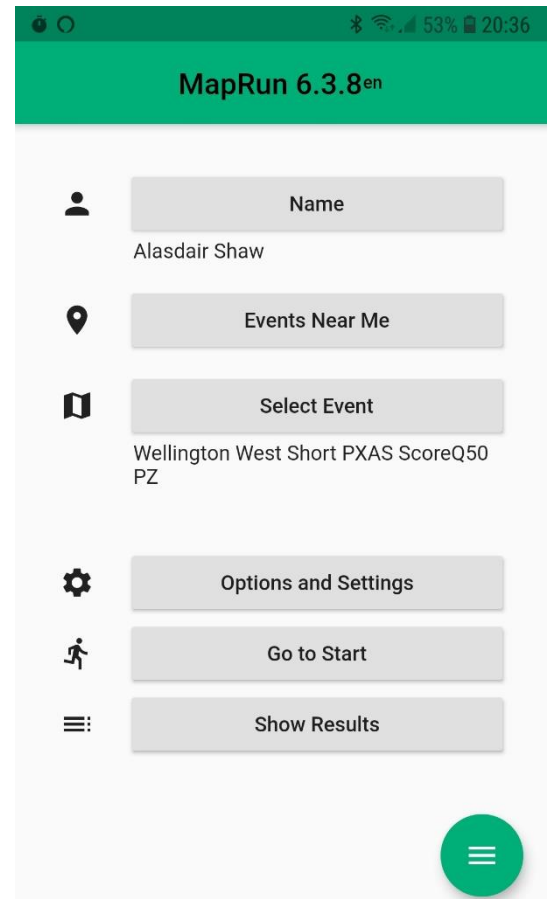 53% 20:36
MapRun 6.3.8en
Name
Alasdair Shaw
Events Near Me
Select Event
Wellington West Short PXAS ScoreQ50
PZ
Options and Settings
Go to Start
Show Results